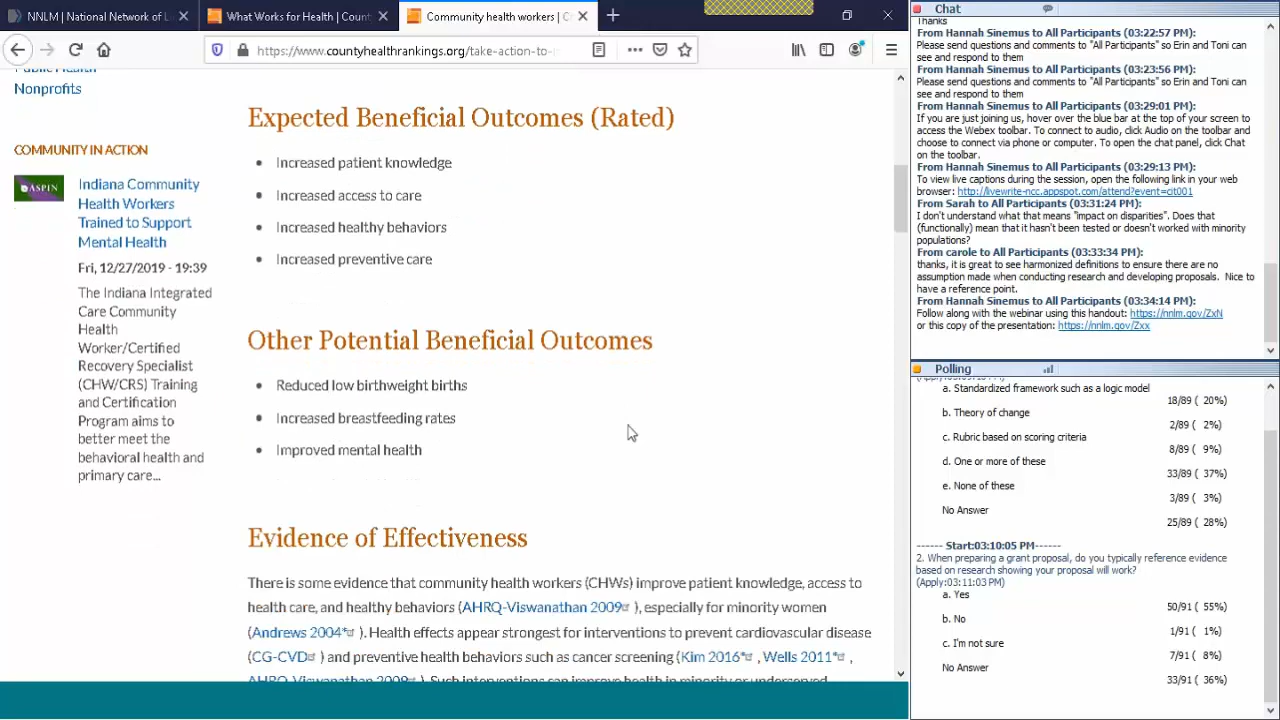 NNLM | National Network of L
What Works for Health | Count
Community health workers | C
https://www.countyhealthrankings.org/take-action-to-
Public Health
Nonprofits
COMMUNITY IN ACTION
ASPIN
Indiana Community
Health Workers
Trained to Support
Mental Health
Fri, 12/27/2019 - 19:39
The Indiana Integrated
Care Community
Health
Worker/Certified
Recovery Specialist
(CHW/CRS) Training
and Certification
Program aims to
better meet the
behavioral health and
primary care...
Expected Beneficial Outcomes (Rated)
Increased patient knowledge
Increased access to care
Increased healthy behaviors
Increased preventive care
Other Potential Beneficial Outcomes
Reduced low birthweight births
Increased breastfeeding rates
Improved mental health
Evidence of Effectiveness
There is some evidence that community health workers (CHWs) improve patient knowledge, access to
health care, and healthy behaviors (AHRQ-Viswanathan 2009 ), especially for minority women
(Andrews 2004* ). Health effects appear strongest for interventions to prevent cardiovascular disease
(CG-CVD ) and preventive health behaviors such as cancer screening (Kim 2016* , Wells 2011* ,
AHRQ-Viswanathan 2009 ). Such interventions can improve health in minority or underserved
Chat
Thanks
From Hannah Sinemus to All Participants (03:22:57 PM):
Please send questions and comments to "All Participants" so Erin and Toni can
see and respond to them
From Hannah Sinemus to All Participants (03:23:56 PM):
Please send questions and comments to "All Participants" so Erin and Toni can
see and respond to them
From Hannah Sinemus to All Participants (03:29:01 PM):
If you are just joining us, hover over the blue bar at the top of your screen to
access the Webex toolbar. To connect to audio, click Audio on the toolbar and
choose to connect via phone or computer. To open the chat panel, click Chat
on the toolbar.
From Hannah Sinemus to All Participants (03:29:13 PM):
To view live captions during the session, open the following link in your web
browser: http://livewrite-ncc.appspot.com/attend?event=cit001
From Sarah to All Participants (03:31:24 PM):
I don't understand what that means "impact on disparities". Does that
(functionally) mean that it hasn't been tested or doesn't worked with minority
populations?
From carole to All Participants (03:33:34 PM):
thanks, it is great to see harmonized definitions to ensure there are no
assumption made when conducting research and developing proposals. Nice to
have a reference point.
From Hannah Sinemus to All Participants (03:34:14 PM):
Follow along with the webinar using this handout: https://nnlm.gov/ZxN
or this copy of the presentation: https://nnlm.gov/Zxx
Polling
a. Standardized framework such as a logic model
18/89 ( 20%)
b. Theory of change
2/89 ( 2%)
c. Rubric based on scoring criteria
8/89 ( 9%)
d. One or more of these
33/89 ( 37%)
e. None of these
3/89 ( 3%)
No Answer
25/89 ( 28%)
------ Start:03:10:05 PM------
2. When preparing a grant proposal, do you typically reference evidence
based on research showing your proposal will work?
(Apply:03:11:03 PM)
a. Yes
50/91 ( 55%)
b. No
1/91 ( 1%)
c. I'm not sure
7/91 ( 8%)
No Answer
33/91 ( 36%)